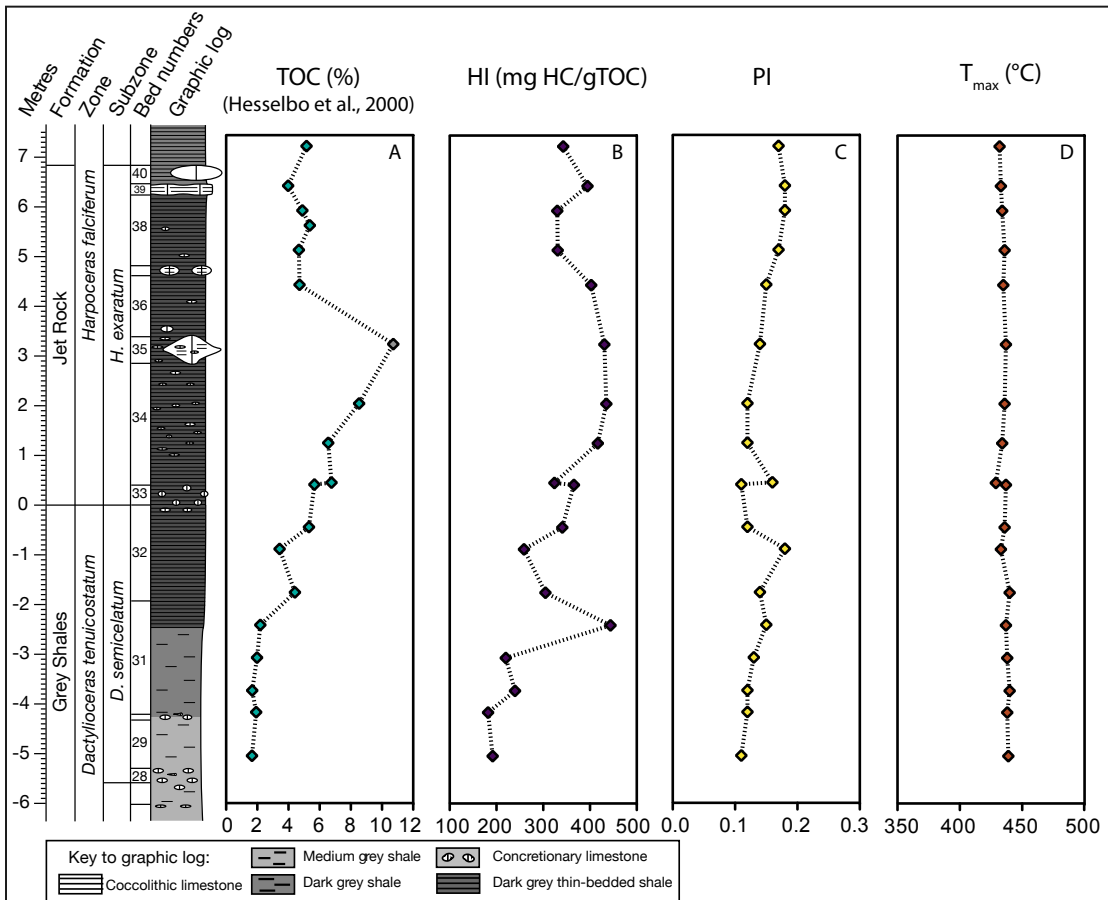 TOC (%)
(Hesselbo et al., 2000)
HI (mg HC/gTOC)
PI
Tmax (°C)
Metres
Formation
Zone
Subzone
Bed numbers
Graphic log
A
B
C
D
7
6
5
4
3
2
1
0
-1
-2
-3
-4
-5
-6
Jet Rock
Grey Shales
Harpoceras falciferum
Dactylioceras tenuicostatum
H. exaratum
D. semicelatum
40
39
38
36
35
34
33
32
31
29
28
0 2 4 6 8 10 12
100 200 300 400 500
0.0 0.1 0.2 0.3
350 400 450 500
Key to graphic log:
Coccolithic limestone
Medium grey shale
Dark grey shale
Concretionary limestone
Dark grey thin-bedded shale